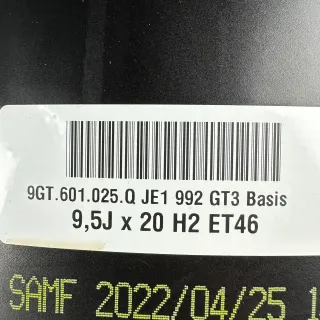 9GT.601.025.Q JE1 992 GT3 Basis
9,5J x 20 H2 ET46
SAMF 2022/04/25